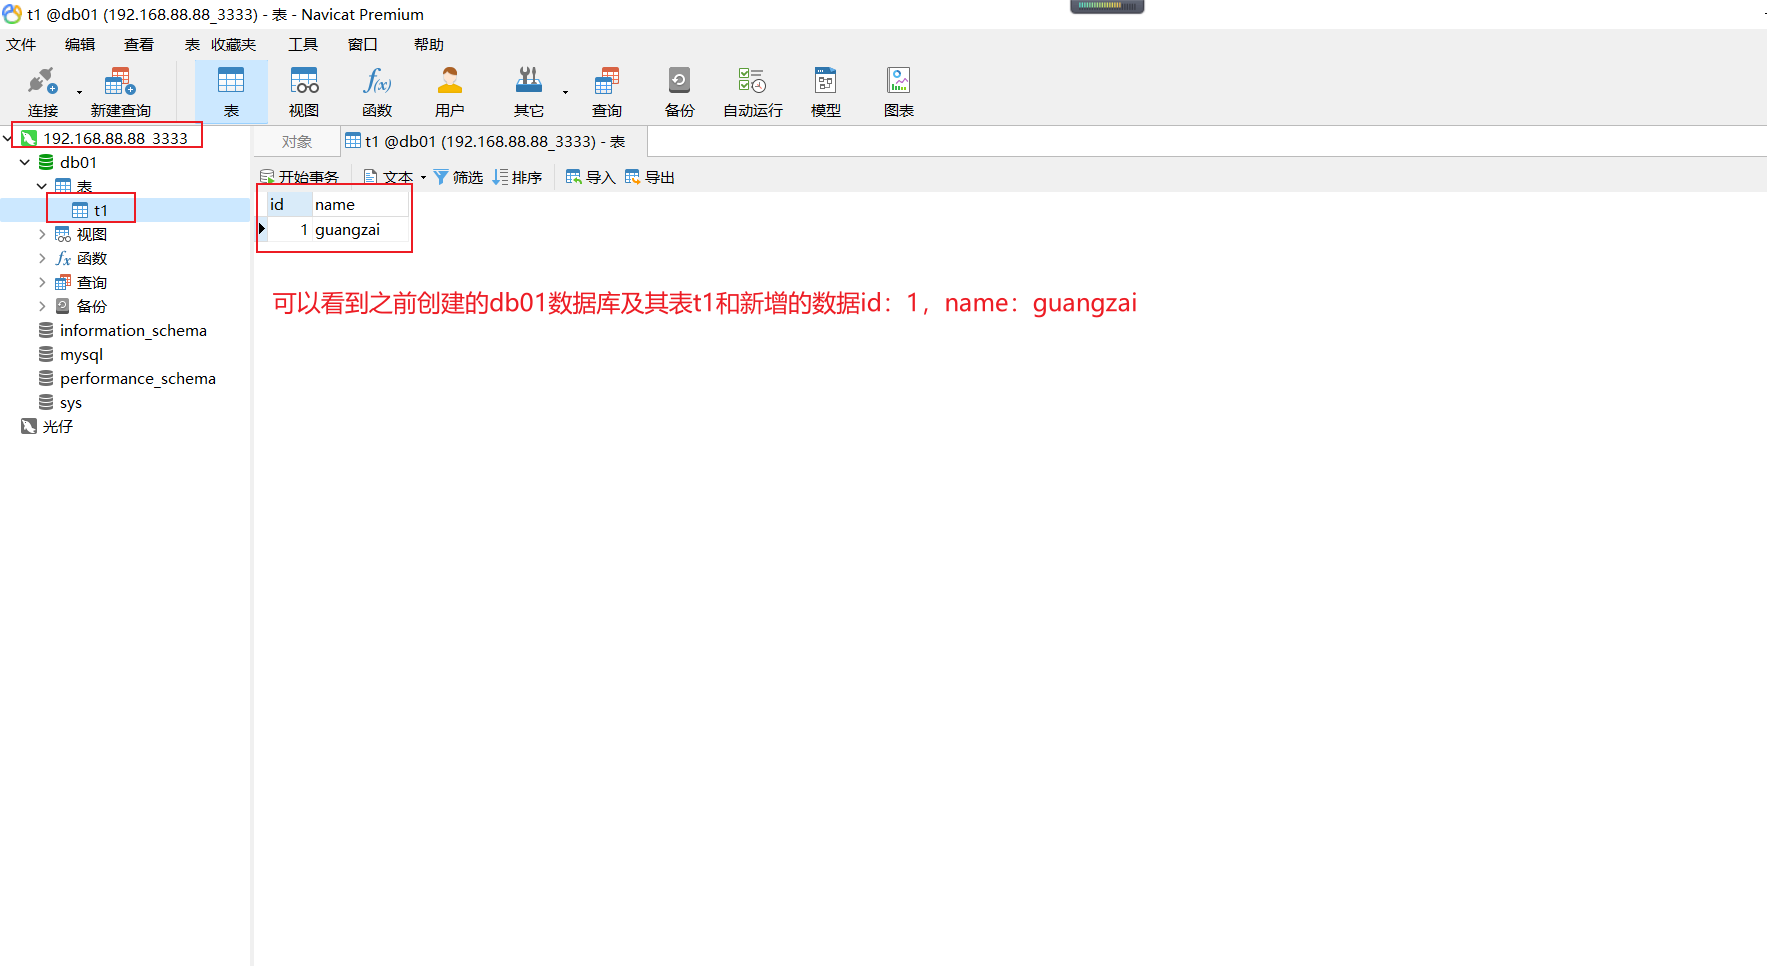 t1 @db01 (192.168.88.88_3333) - 表 - Navicat Premium
文件 编辑 查看 表 收藏夹 工具 窗口 帮助
连接 新建查询 表 视图 函数 用户 其它 查询 备份 自动运行 模型 图表
192.168.88.88_3333
db01
表
t1
视图
函数
查询
备份
information_schema
mysql
performance_schema
sys
光仔
对象 t1 @db01 (192.168.88.88_3333) - 表
开始事务 文本 筛选 排序 导入 导出
id name
1 guangzai
可以看到之前创建的db01数据库及其表t1和新增的数据id：1，name：guangzai